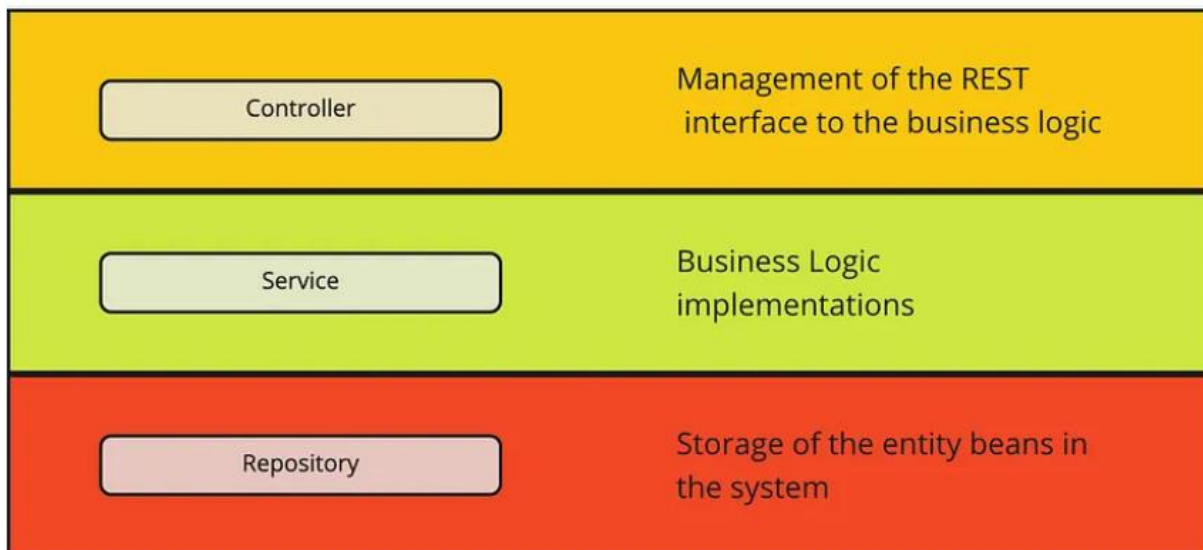 Controller
Management of the REST
interface to the business logic
Service
Business Logic
implementations
Repository
Storage of the entity beans in
the system